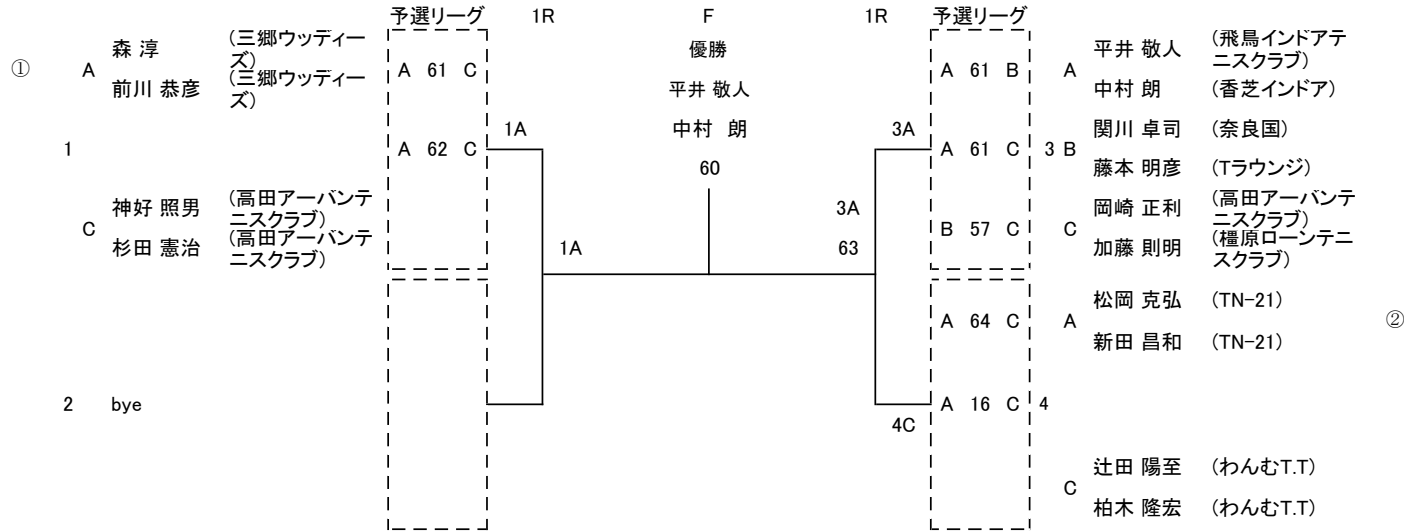 予選リーグ 1R F 1R 予選リーグ
① A 森 淳 (三郷ウッディーズ)
前川 恭彦 (三郷ウッディーズ)
A 61 C
A 62 C
1
C 神好 照男 (高田アーバンテニスクラブ)
杉田 憲治 (高田アーバンテニスクラブ)
2 bye
1A
1A
優勝
平井 敬人
中村 朗
60
3A
3A
63
4C
A 61 B
A 61 C
B 57 C
A 64 C
A 16 C
A 平井 敬人 (飛鳥インドアテニスクラブ)
中村 朗 (香芝インドア)
3 B 関川 卓司 (奈良国)
藤本 明彦 (Tラウンジ)
C 岡崎 正利 (高田アーバンテニスクラブ)
加藤 則明 (橿原ローンテニスクラブ)
A 松岡 克弘 (TN-21)
新田 昌和 (TN-21)
②
4
C 辻田 陽至 (わんむT.T)
柏木 隆宏 (わんむT.T)